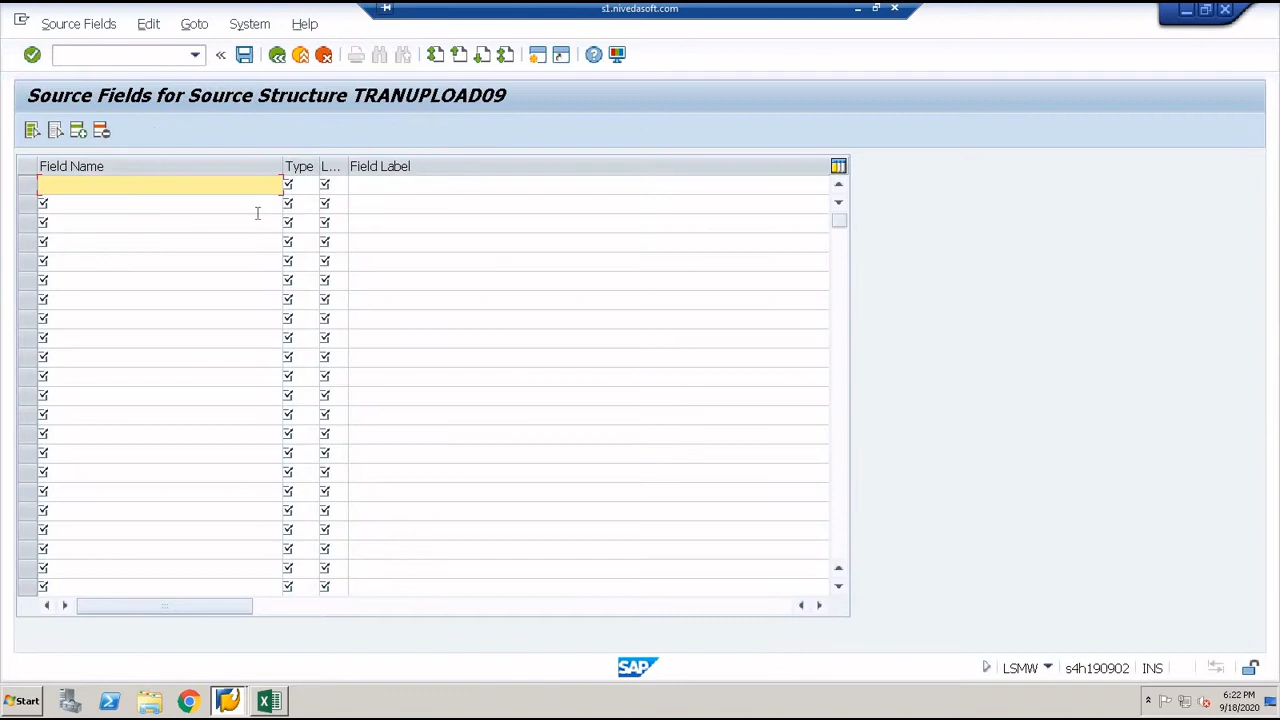 s1.nivedasoft.com
Source Fields Edit Goto System Help
Source Fields for Source Structure TRANUPLOAD09
Field Name Type L... Field Label
SAP LSMW s4h190902 INS
Start 6:22 PM
9/18/2020